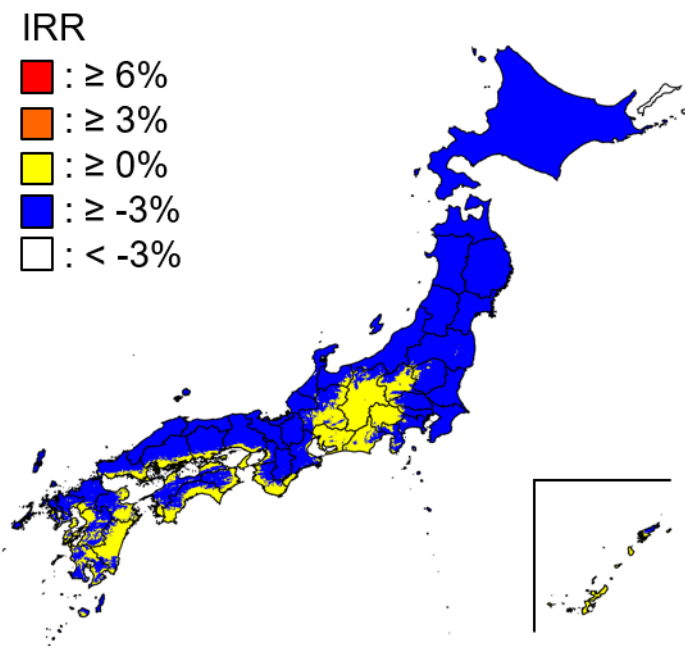 IRR
: ≥ 6%
: ≥ 3%
: ≥ 0%
: ≥ -3%
: < -3%